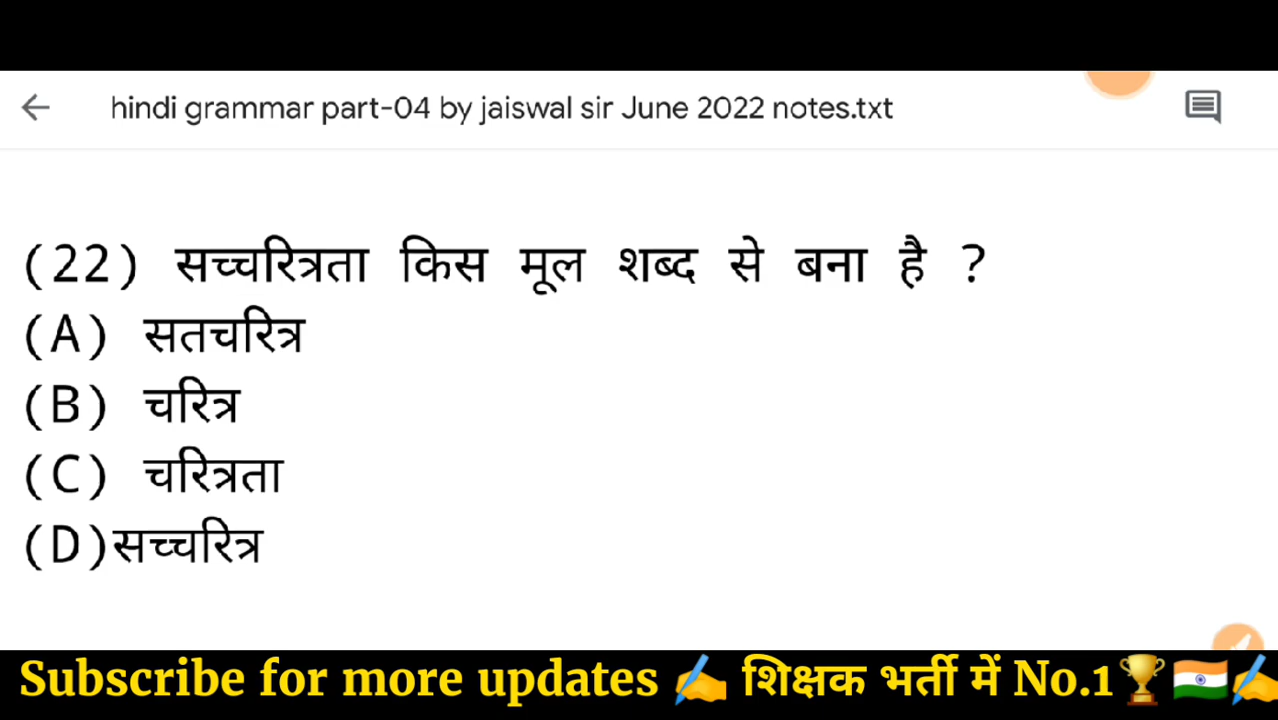 hindi grammar part-04 by jaiswal sir June 2022 notes.txt
(22) सच्चरित्रता किस मूल शब्द से बना है ?
(A) सतचरित्र
(B) चरित्र
(C) चरित्रता
(D)सच्चरित्र
Subscribe for more updates ✍️ शिक्षक भर्ती में No.1🏆🇮🇳✍️